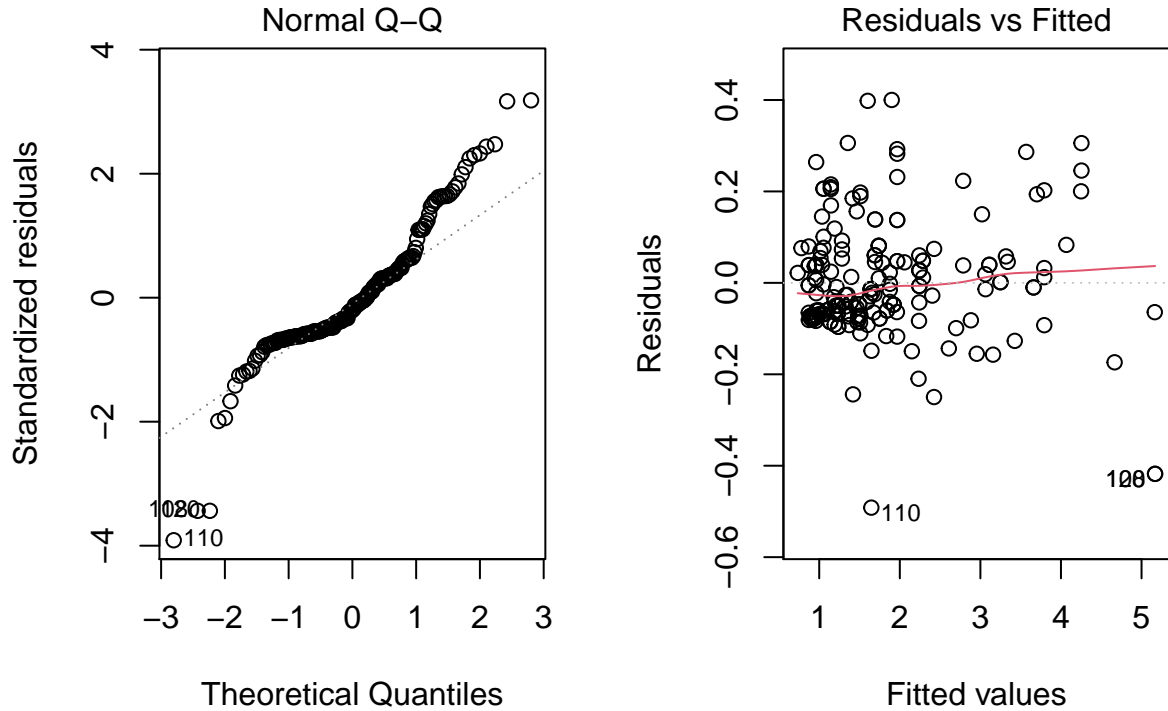 Normal Q−Q
Standardized residuals
4
2
0
−2
−4
110
−3 −2 −1 0 1 2 3
Theoretical Quantiles
Residuals vs Fitted
Residuals
0.4
0.2
0.0
−0.2
−0.4
−0.6
110
1 2 3 4 5
Fitted values